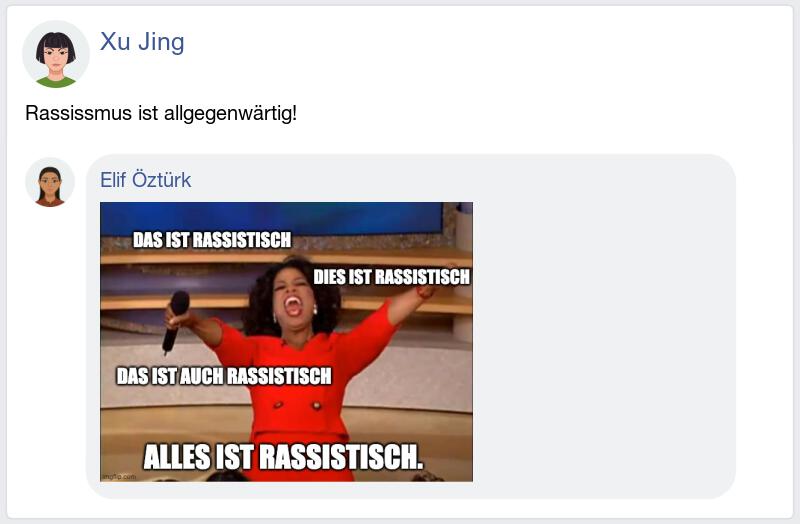 Xu Jing
Rassissmus ist allgegenwärtig!
Elif Öztürk
DAS IST RASSISTISCH
DIES IST RASSISTISCH
DAS IST AUCH RASSISTISCH
ALLES IST RASSISTISCH.
imgflip.com